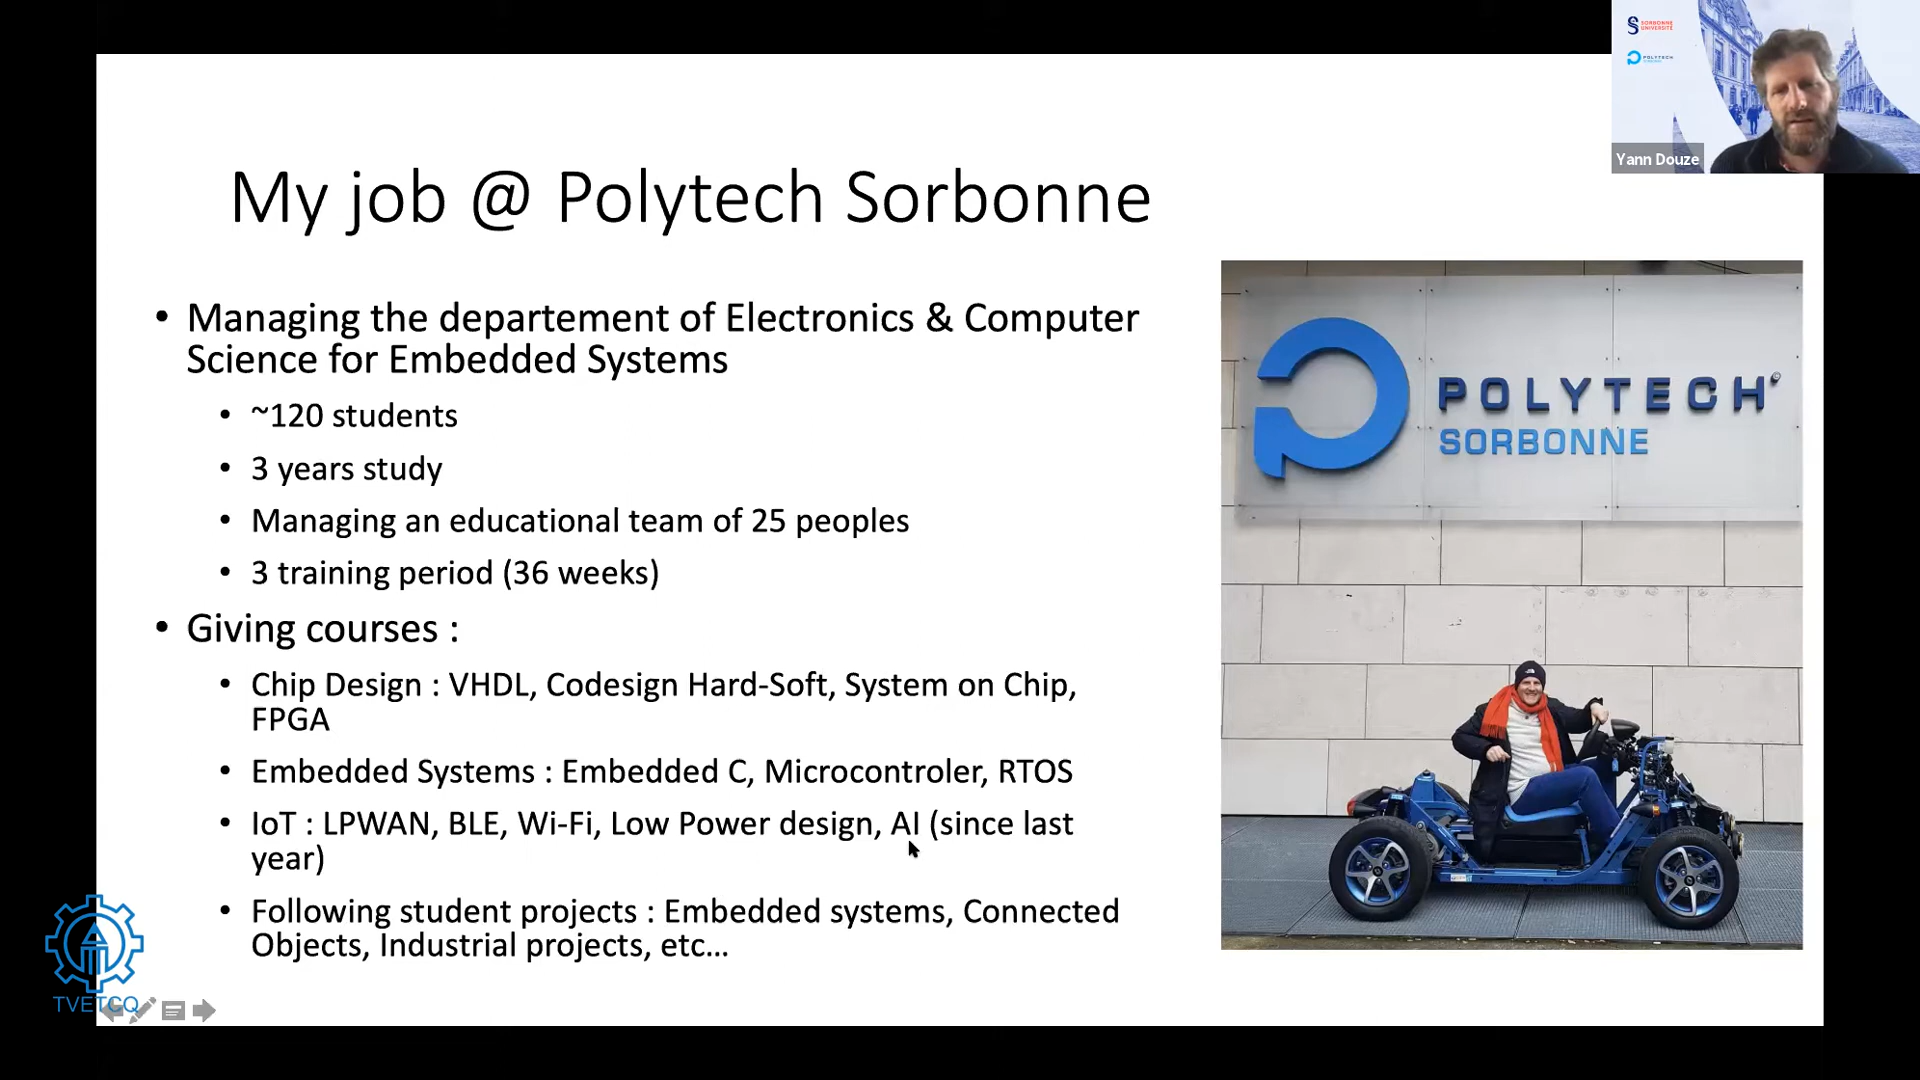 SORBONNE
UNIVERSITÉ
POLYTECH
Yann Douze
My job @ Polytech Sorbonne
• Managing the departement of Electronics & Computer
Science for Embedded Systems
• ~120 students
• 3 years study
• Managing an educational team of 25 peoples
• 3 training period (36 weeks)
• Giving courses :
• Chip Design : VHDL, Codesign Hard-Soft, System on Chip,
FPGA
• Embedded Systems : Embedded C, Microcontroler, RTOS
• IoT : LPWAN, BLE, Wi-Fi, Low Power design, AI (since last
year)
• Following student projects : Embedded systems, Connected
Objects, Industrial projects, etc...
POLYTECH
SORBONNE
TVETCQ